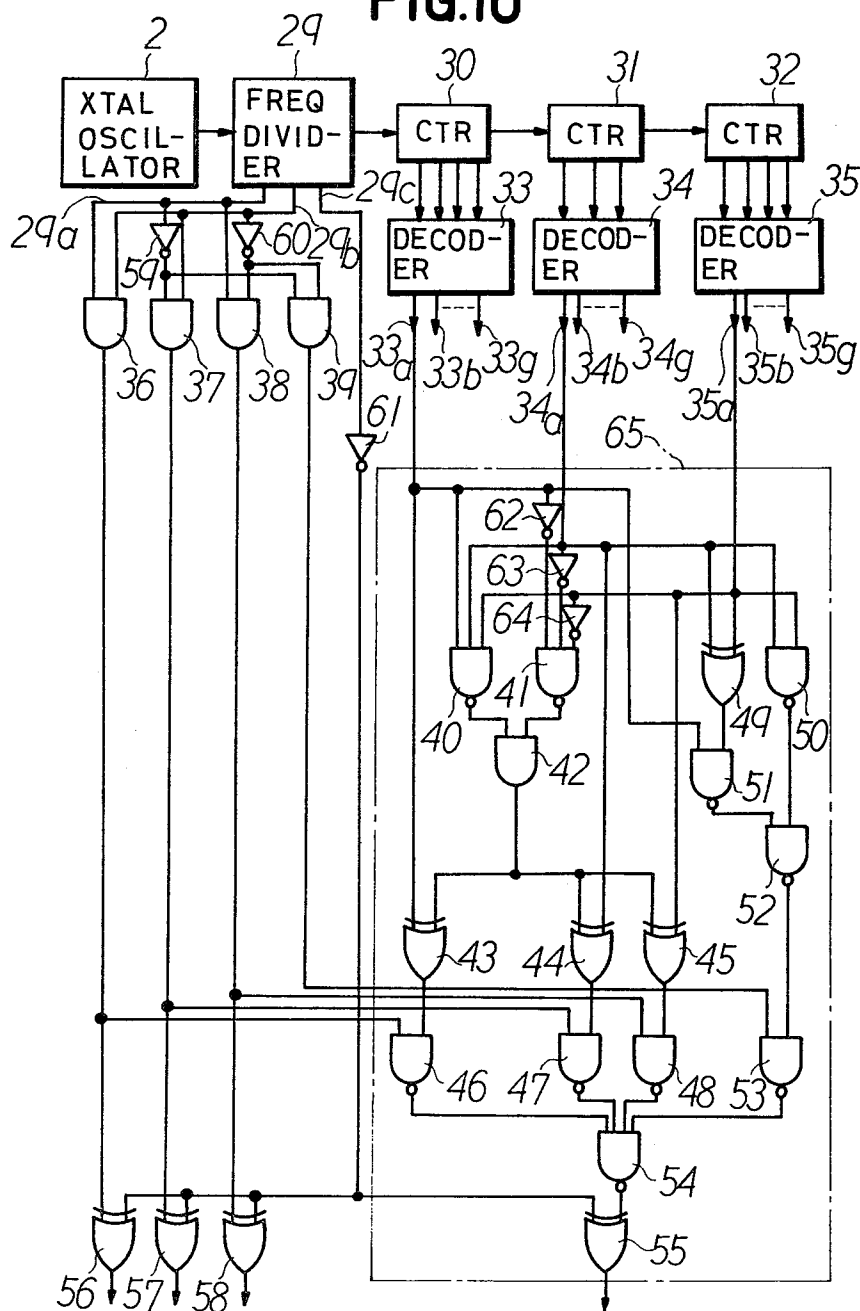 FIG.10
2
29
30
31
32
XTAL
OSCIL-
LATOR
FREQ
DIVID-
ER
CTR
CTR
CTR
29a
59
60
29b
29c
33
34
35
DECOD-
ER
DECOD-
ER
DECOD-
ER
36
37
38
39
33a
33b
33g
34a
34b
34g
35a
35b
35g
61
65
62
63
64
40
41
42
49
50
51
52
43
44
45
46
47
48
53
54
55
56
57
58